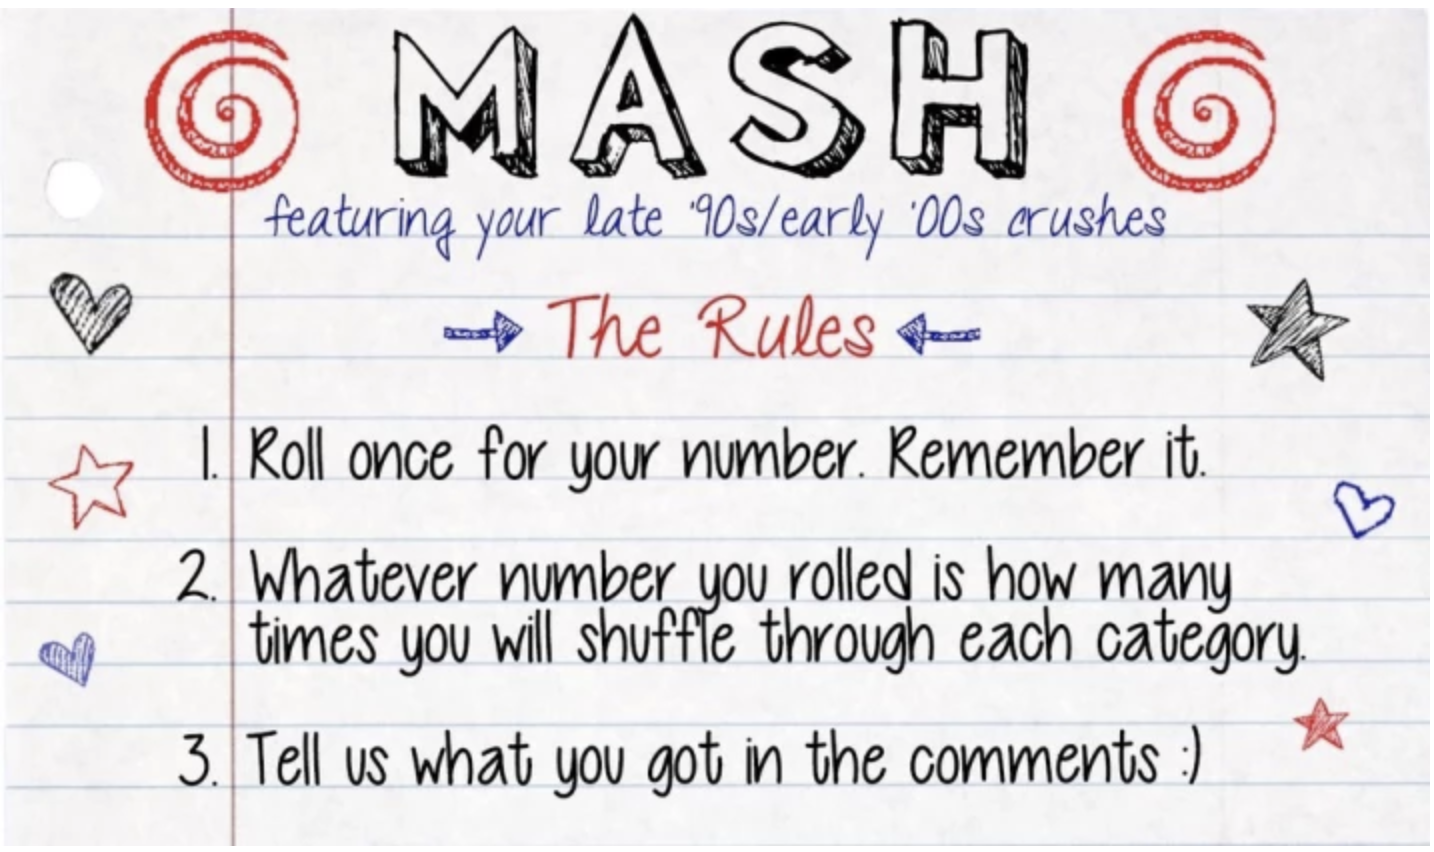 MASH
featuring your late '90s/early '00s crushes
The Rules
1. Roll once for your number. Remember it.
2. Whatever number you rolled is how many
times you will shuffle through each category.
3. Tell us what you got in the comments :)